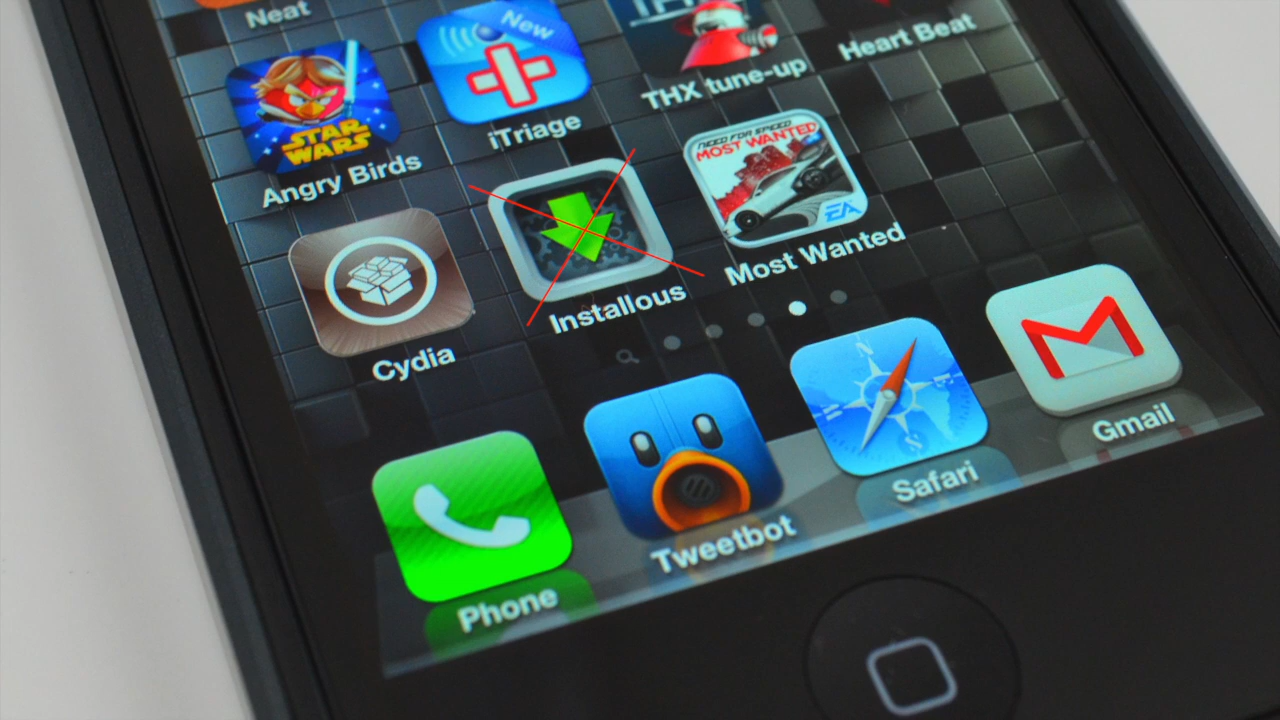 Neat
New
Heart Beat
THX tune-up
STAR
WARS
iTriage
Angry Birds
NEED FOR SPEED
MOST WANTED
EA
Most Wanted
Installous
Cydia
N
E
S
Gmail
Safari
Tweetbot
Phone